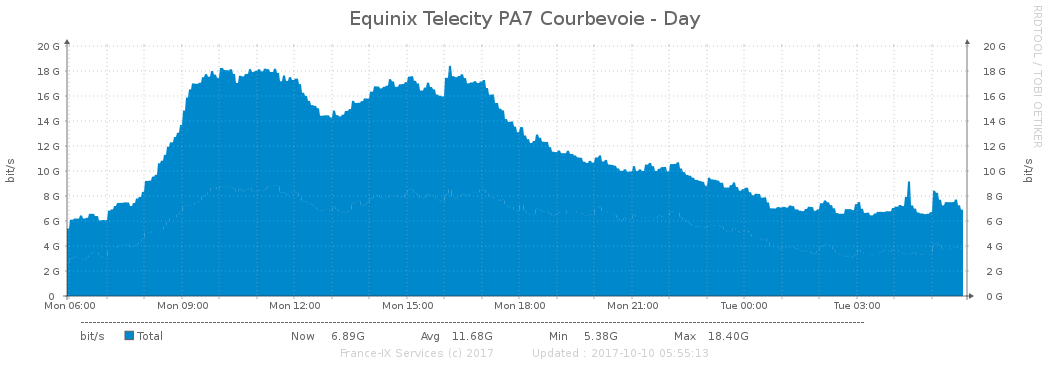 Equinix Telecity PA7 Courbevoie - Day
RRDTOOL / TOBI OETIKER
bit/s
bit/s
20 G 20 G
18 G 18 G
16 G 16 G
14 G 14 G
12 G 12 G
10 G 10 G
8 G 8 G
6 G 6 G
4 G 4 G
2 G 2 G
0 0 G
Mon 06:00 Mon 09:00 Mon 12:00 Mon 15:00 Mon 18:00 Mon 21:00 Tue 00:00 Tue 03:00
bit/s Total Now 6.89G Avg 11.68G Min 5.38G Max 18.40G
France-IX Services (c) 2017 Updated : 2017-10-10 05:55:13